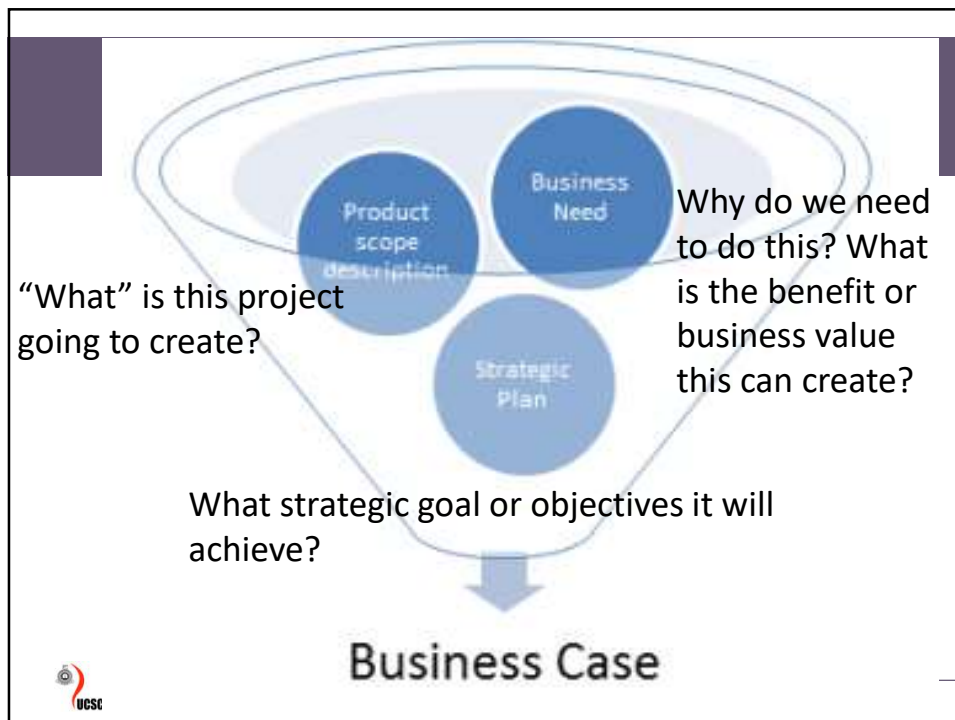 Product
scope
description
Business
Need
Why do we need
to do this? What
is the benefit or
business value
this can create?
“What” is this project
going to create?
Strategic
Plan
What strategic goal or objectives it will
achieve?
Business Case
UCSC